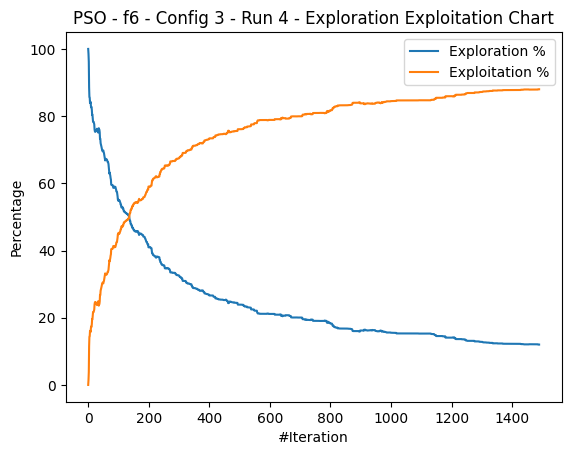 PSO - f6 - Config 3 - Run 4 - Exploration Exploitation Chart
Exploration %
Exploitation %
Percentage
100
80
60
40
20
0
0 200 400 600 800 1000 1200 1400
#Iteration